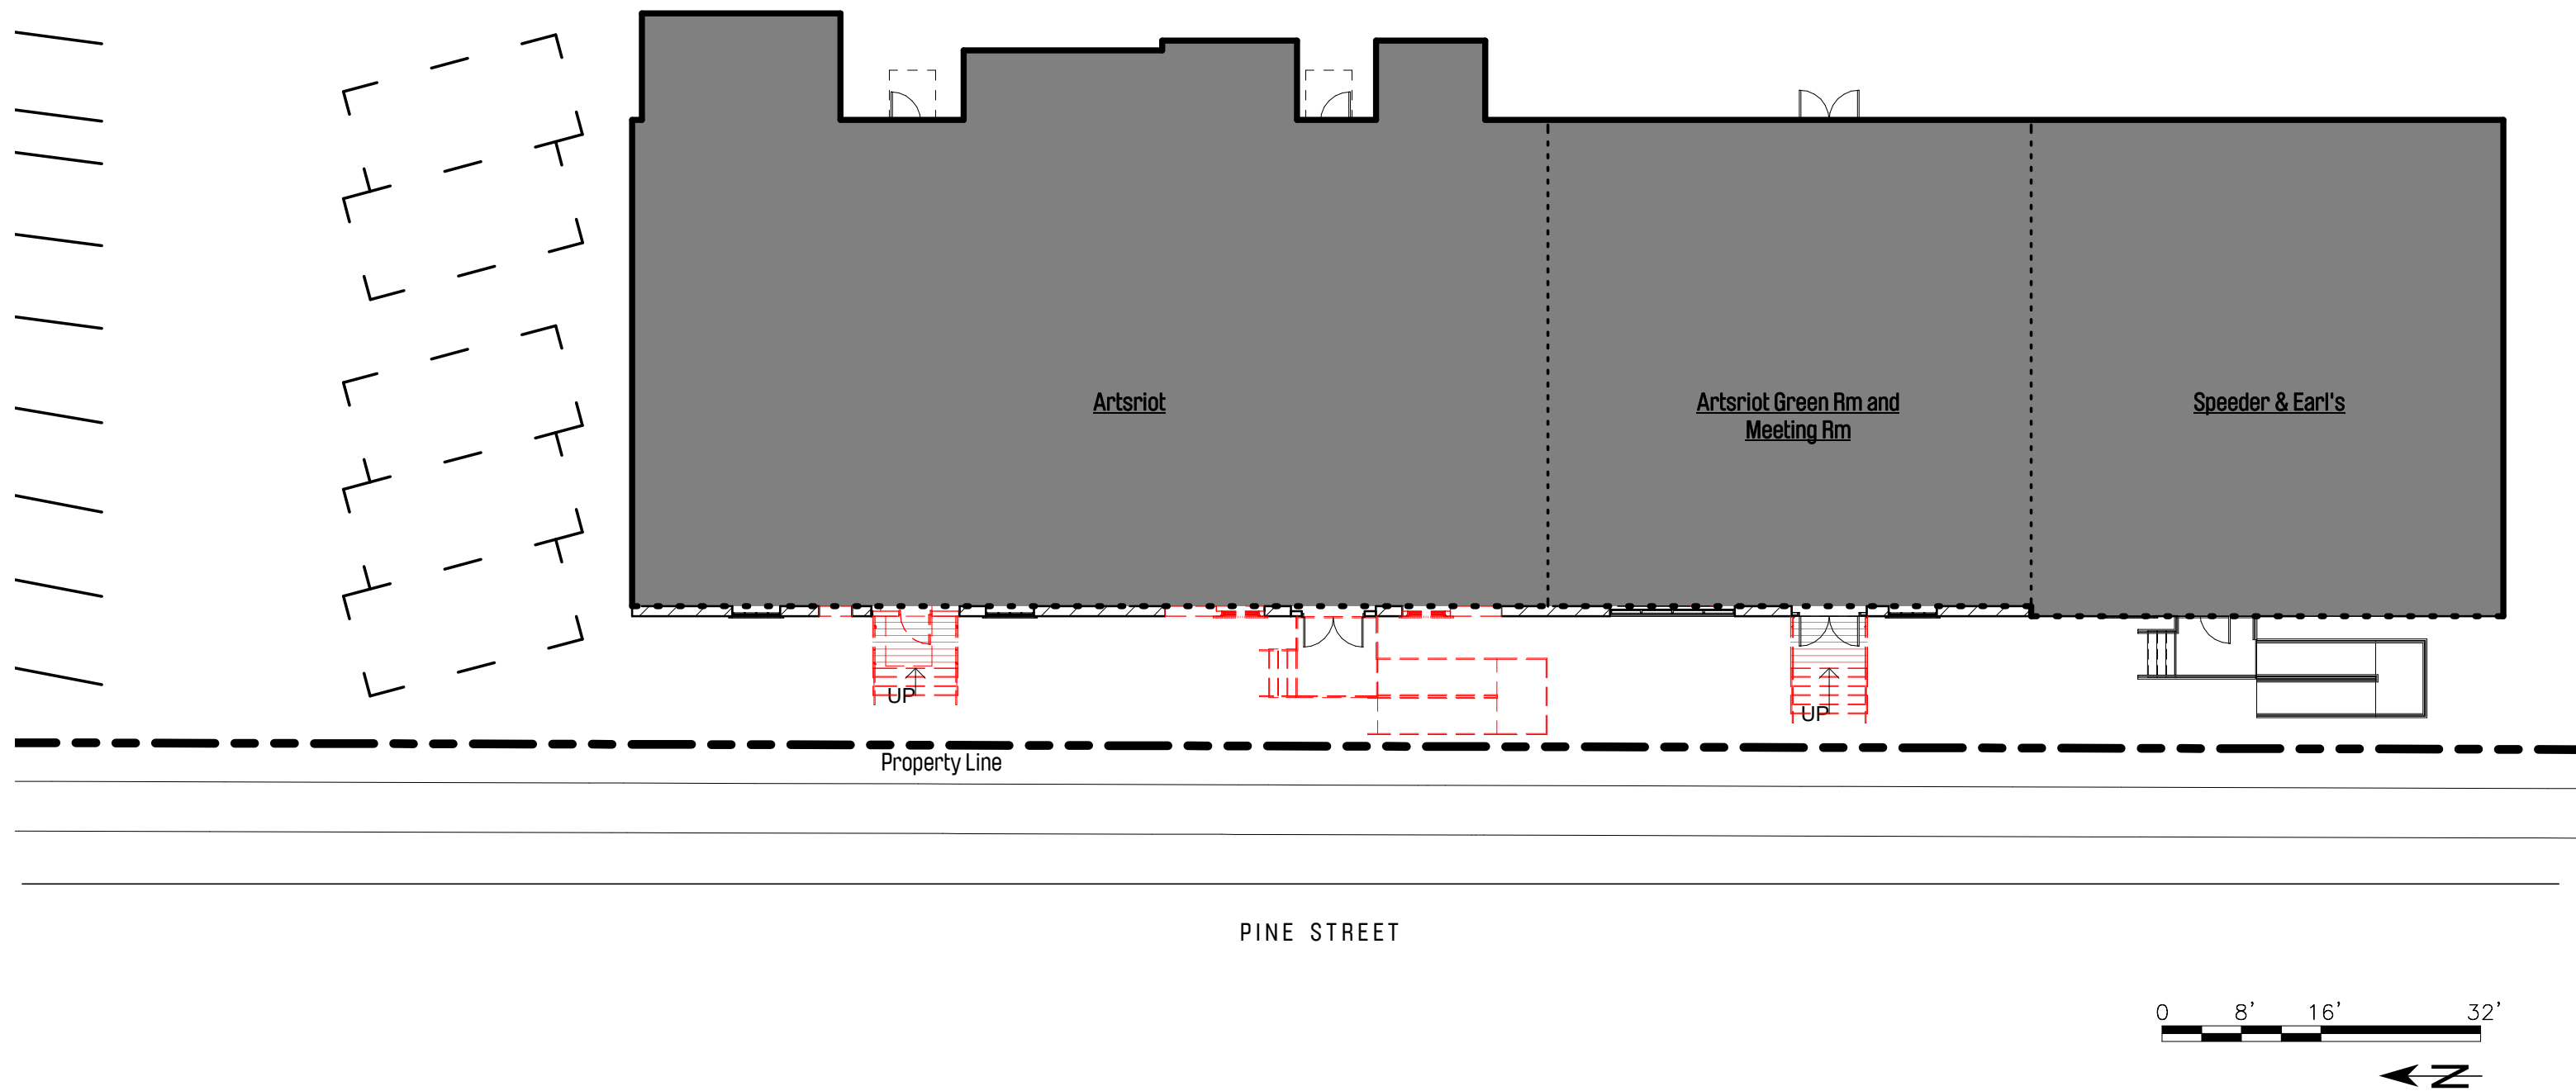 Artsriot
Artsriot Green Rm and
Meeting Rm
Speeder & Earl's
UP
UP
Property Line
PINE STREET
0 8' 16' 32'
N